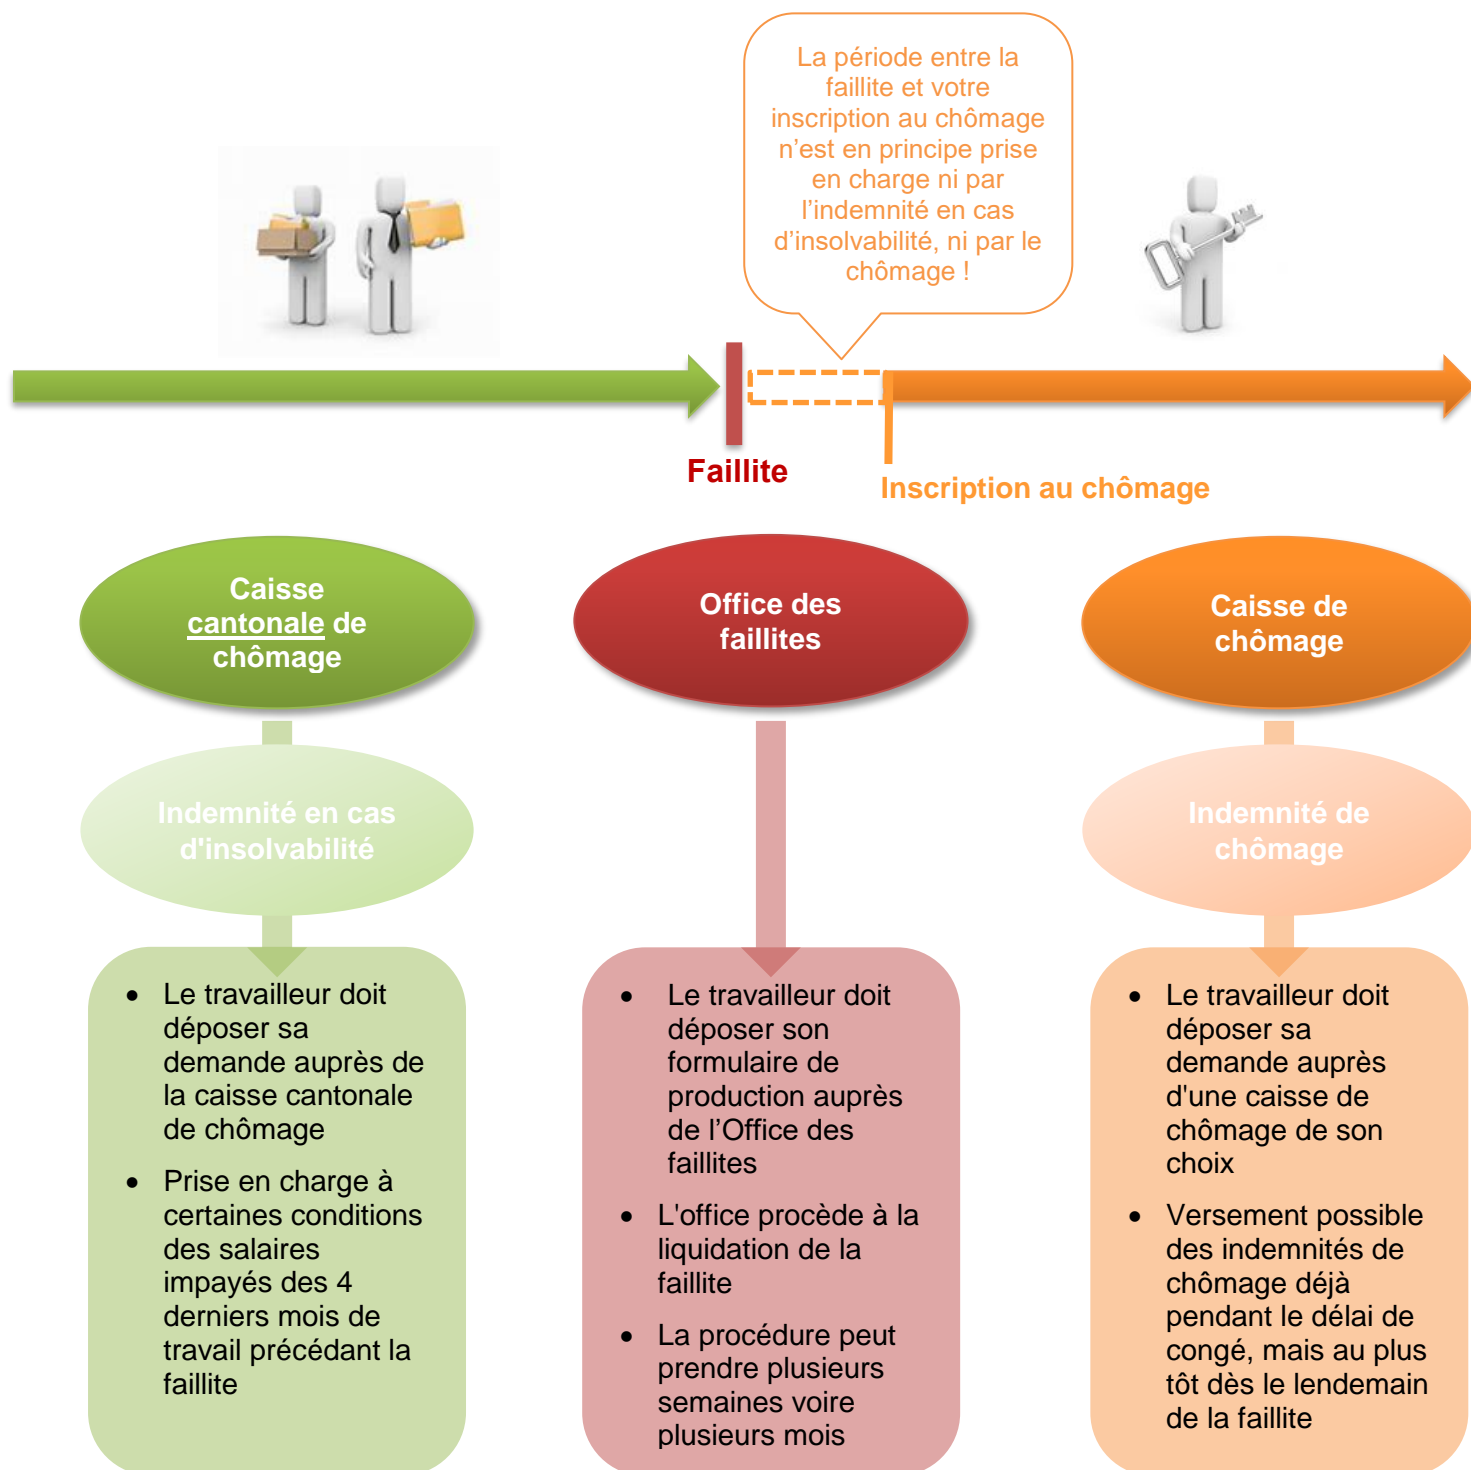 La période entre la
faillite et votre
inscription au chômage
n’est en principe prise
en charge ni par
l’indemnité en cas
d’insolvabilité, ni par le
chômage !
Faillite
Inscription au chômage
Caisse
cantonale de
chômage
Office des
faillites
Caisse de
chômage
Indemnité en cas
d'insolvabilité
Indemnité de
chômage
• Le travailleur doit
déposer sa
demande auprès de
la caisse cantonale
de chômage
• Prise en charge à
certaines conditions
des salaires
impayés des 4
derniers mois de
travail précédant la
faillite
• Le travailleur doit
déposer son
formulaire de
production auprès
de l’Office des
faillites
• L'office procède à la
liquidation de la
faillite
• La procédure peut
prendre plusieurs
semaines voire
plusieurs mois
• Le travailleur doit
déposer sa
demande auprès
d'une caisse de
chômage de son
choix
• Versement possible
des indemnités de
chômage déjà
pendant le délai de
congé, mais au plus
tôt dès le lendemain
de la faillite